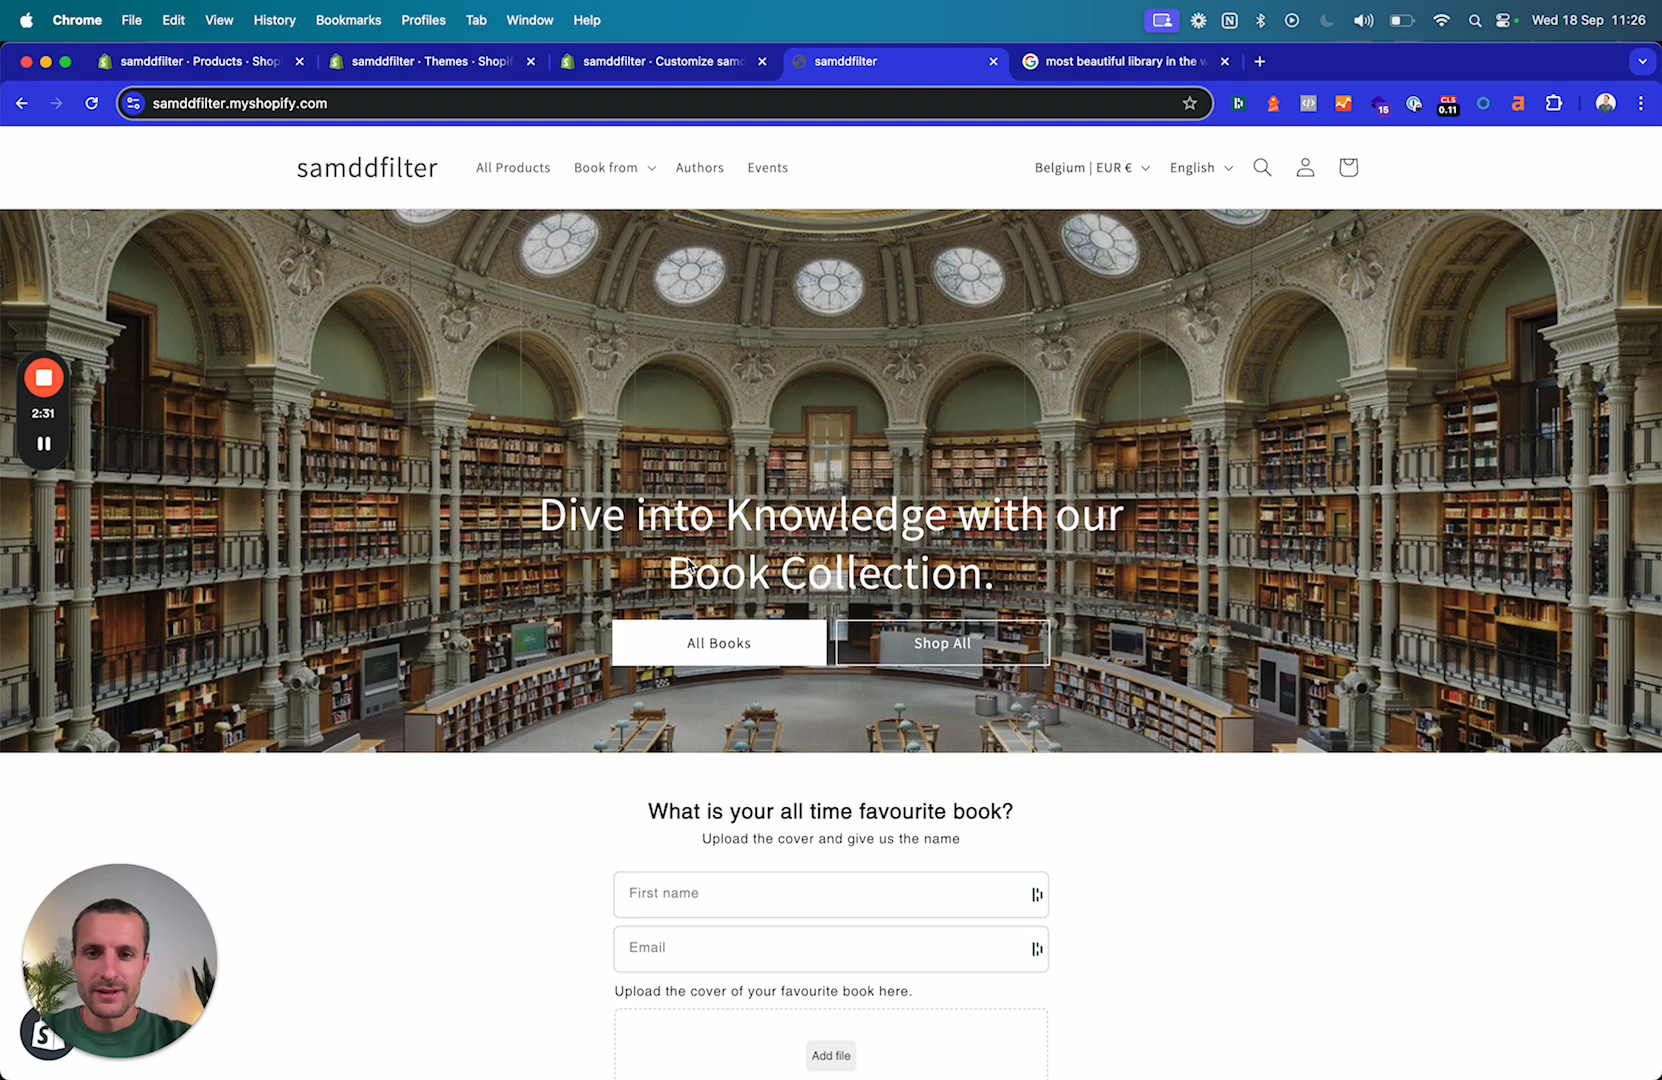 Chrome File Edit View History Bookmarks Profiles Tab Window Help Wed 18 Sep 11:26
samddfilter · Products · Shop samddfilter · Themes · Shopif samddfilter · Customize samd samddfilter most beautiful library in the w
samddfilter.myshopify.com 15 CLS 0.11
samddfilter All Products Book from Authors Events Belgium | EUR € English
2:31
Dive into Knowledge with our
Book Collection.
All Books Shop All
What is your all time favourite book?
Upload the cover and give us the name
First name
Email
Upload the cover of your favourite book here.
Add file